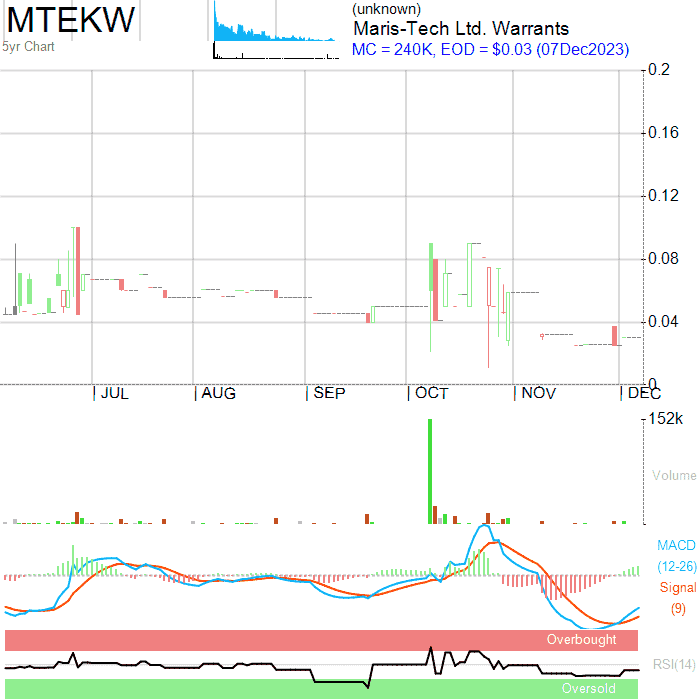 MTEKW
5yr Chart
(unknown)
Maris-Tech Ltd. Warrants
MC = 240K, EOD = $0.03 (07Dec2023)
0.2
0.16
0.12
0.08
0.04
0
JUL AUG SEP OCT NOV DEC
152k
Volume
MACD
(12-26)
Signal
(9)
Overbought
RSI(14)
Oversold